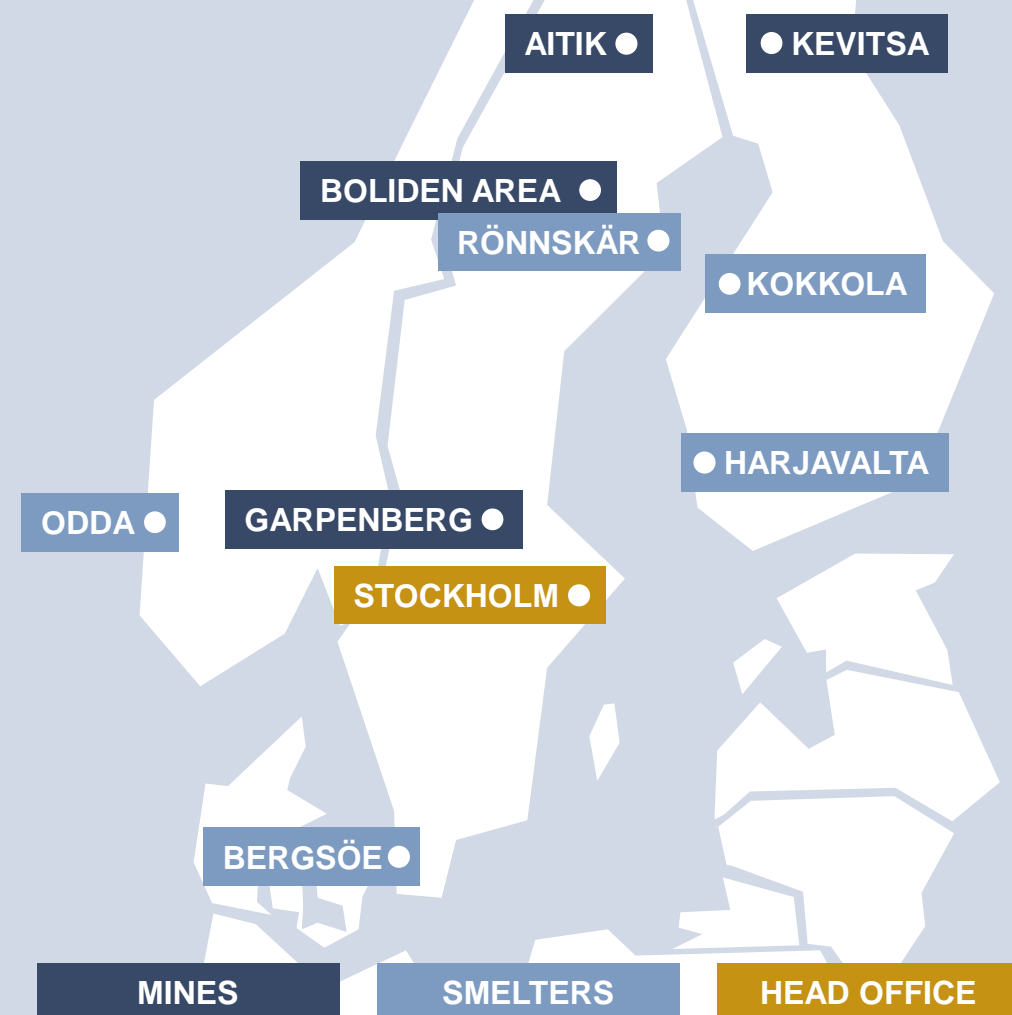 AITIK
KEVITSA
BOLIDEN AREA
RÖNNSKÄR
KOKKOLA
HARJAVALTA
ODDA
GARPENBERG
STOCKHOLM
BERGSÖE
MINES
SMELTERS
HEAD OFFICE